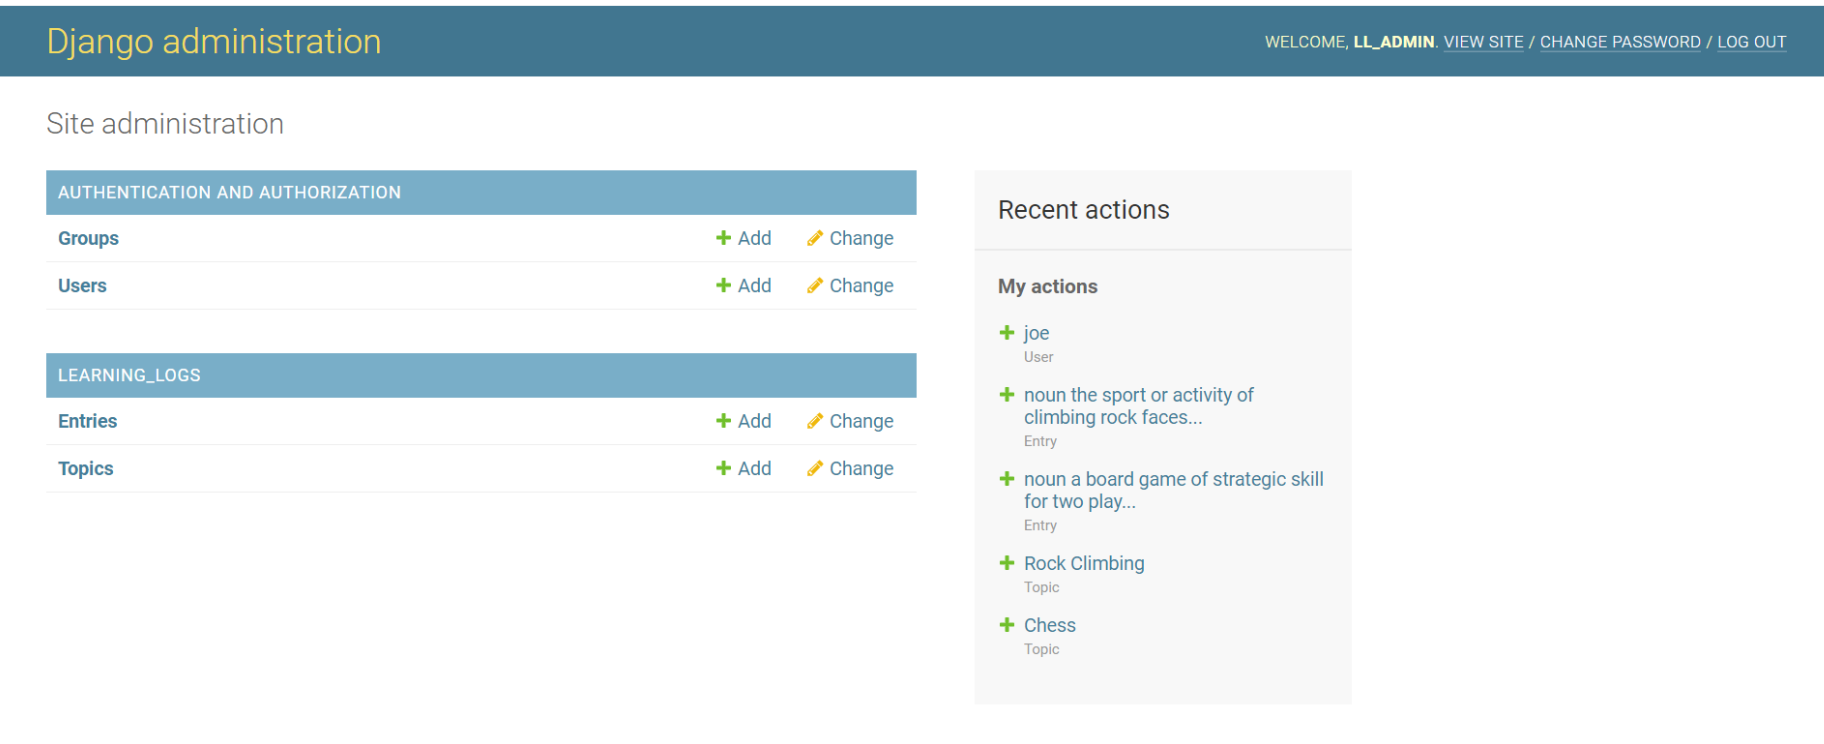 Django administration
WELCOME, LL_ADMIN. VIEW SITE / CHANGE PASSWORD / LOG OUT
Site administration
AUTHENTICATION AND AUTHORIZATION
Groups Add Change
Users Add Change
LEARNING_LOGS
Entries Add Change
Topics Add Change
Recent actions
My actions
joe
User
noun the sport or activity of
climbing rock faces...
Entry
noun a board game of strategic skill
for two play...
Entry
Rock Climbing
Topic
Chess
Topic